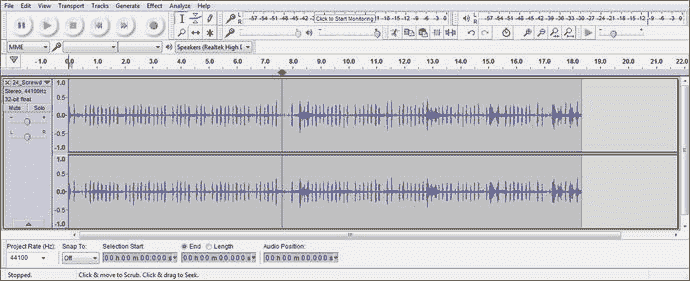 File Edit View Transport Tracks Generate Effect Analyze Help
-57 -54 -51 -48 -45 -42 Click to Start Monitoring -18 -15 -12 -9 -6 -3 0
-57 -54 -51 -48 -45 -42 -39 -36 -33 -30 -27 -24 -21 -18 -15 -12 -9 -6 -3 0
MME Speakers (Realtek High D
-1.0 0.0 1.0 2.0 3.0 4.0 5.0 6.0 7.0 8.0 9.0 10.0 11.0 12.0 13.0 14.0 15.0 16.0 17.0 18.0 19.0 20.0 21.0 22.0
24_Screwd
Stereo, 44100Hz
32-bit float
Mute Solo
- +
L R
1.0
0.5
0.0
-0.5
-1.0
1.0
0.5
0.0
-0.5
-1.0
Project Rate (Hz): Snap To: Selection Start: End Length Audio Position:
44100 Off 00 h 00 m 00.000 s 00 h 00 m 00.000 s 00 h 00 m 00.000 s
Stopped. Click & move to Scrub. Click & drag to Seek.